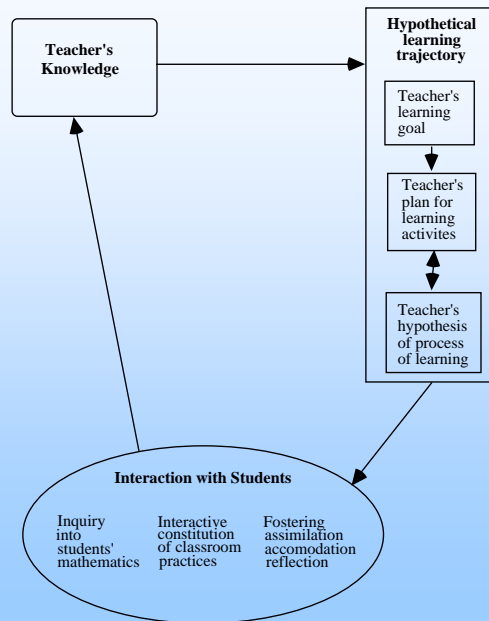 Teacher's
Knowledge
Hypothetical
learning
trajectory
Teacher's
learning
goal
Teacher's
plan for
learning
activites
Teacher's
hypothesis
of process
of learning
Interaction with Students
Inquiry
into
students'
mathematics
Interactive
constitution
of classroom
practices
Fostering
assimilation
accomodation
reflection